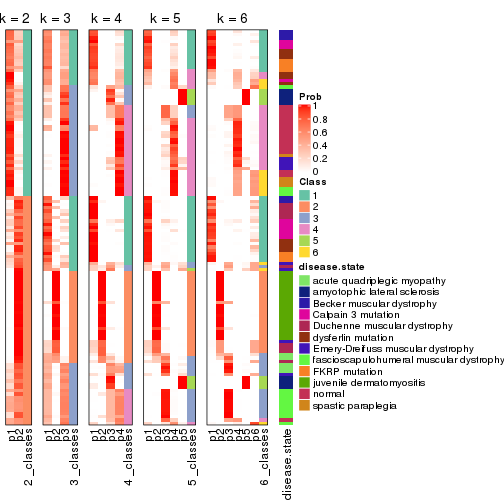 k = 2 k = 3 k = 4 k = 5 k = 6
Prob
1
0.8
0.6
0.4
0.2
0
Class
1
2
3
4
5
6
disease.state
acute quadriplegic myopathy
amyotophic lateral sclerosis
Becker muscular dystrophy
Calpain 3 mutation
Duchenne muscular dystrophy
dysferlin mutation
Emery-Dreifuss muscular dystrophy
fascioscapulohumeral muscular dystrophy
FKRP mutation
juvenile dermatomyositis
normal
spastic paraplegia
p1 p2 2_classes
p1 p2 p3 3_classes
p1 p2 p3 p4 4_classes
p1 p2 p3 p4 p5 5_classes
p1 p2 p3 p4 p5 p6 6_classes
disease.state